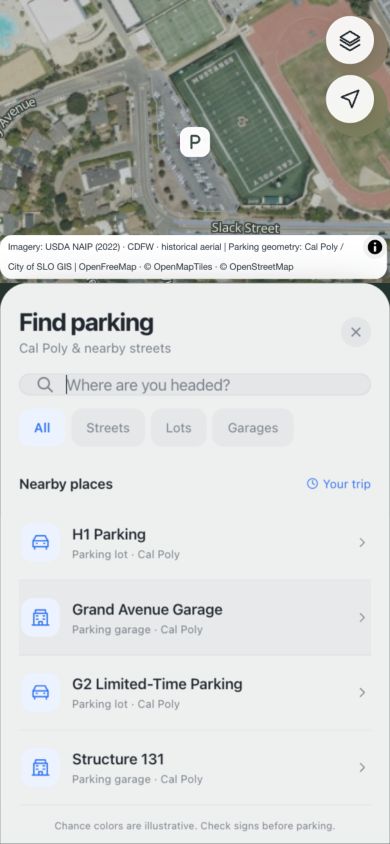 Avenue
P
Slack Street
Imagery: USDA NAIP (2022) · CDFW · historical aerial | Parking geometry: Cal Poly /
City of SLO GIS | OpenFreeMap · © OpenMapTiles · © OpenStreetMap
Find parking
Cal Poly & nearby streets
Where are you headed?
All
Streets
Lots
Garages
Nearby places
Your trip
H1 Parking
Parking lot · Cal Poly
Grand Avenue Garage
Parking garage · Cal Poly
G2 Limited-Time Parking
Parking lot · Cal Poly
Structure 131
Parking garage · Cal Poly
Chance colors are illustrative. Check signs before parking.